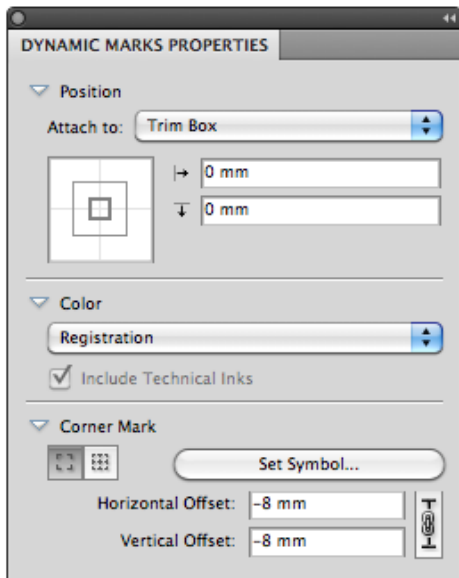 DYNAMIC MARKS PROPERTIES
Position
Attach to: Trim Box
0 mm
0 mm
Color
Registration
Include Technical Inks
Corner Mark
Set Symbol...
Horizontal Offset: -8 mm
Vertical Offset: -8 mm